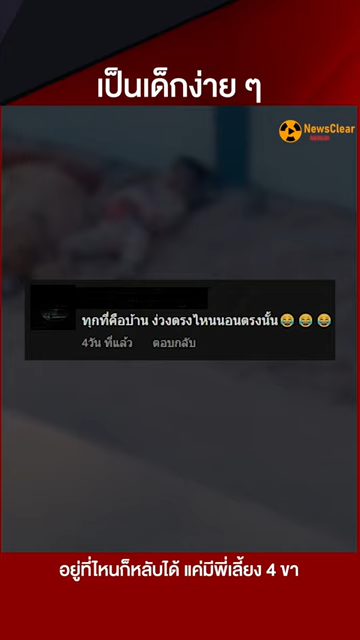 เป็นเด็กง่าย ๆ
NewsClear
ทุกที่คือบ้าน ง่วงตรงไหนนอนตรงนั้น😂 😂 😂
4วัน ที่แล้ว ตอบกลับ
อยู่ที่ไหนก็หลับได้ แค่มีพี่เลี้ยง 4 ขา